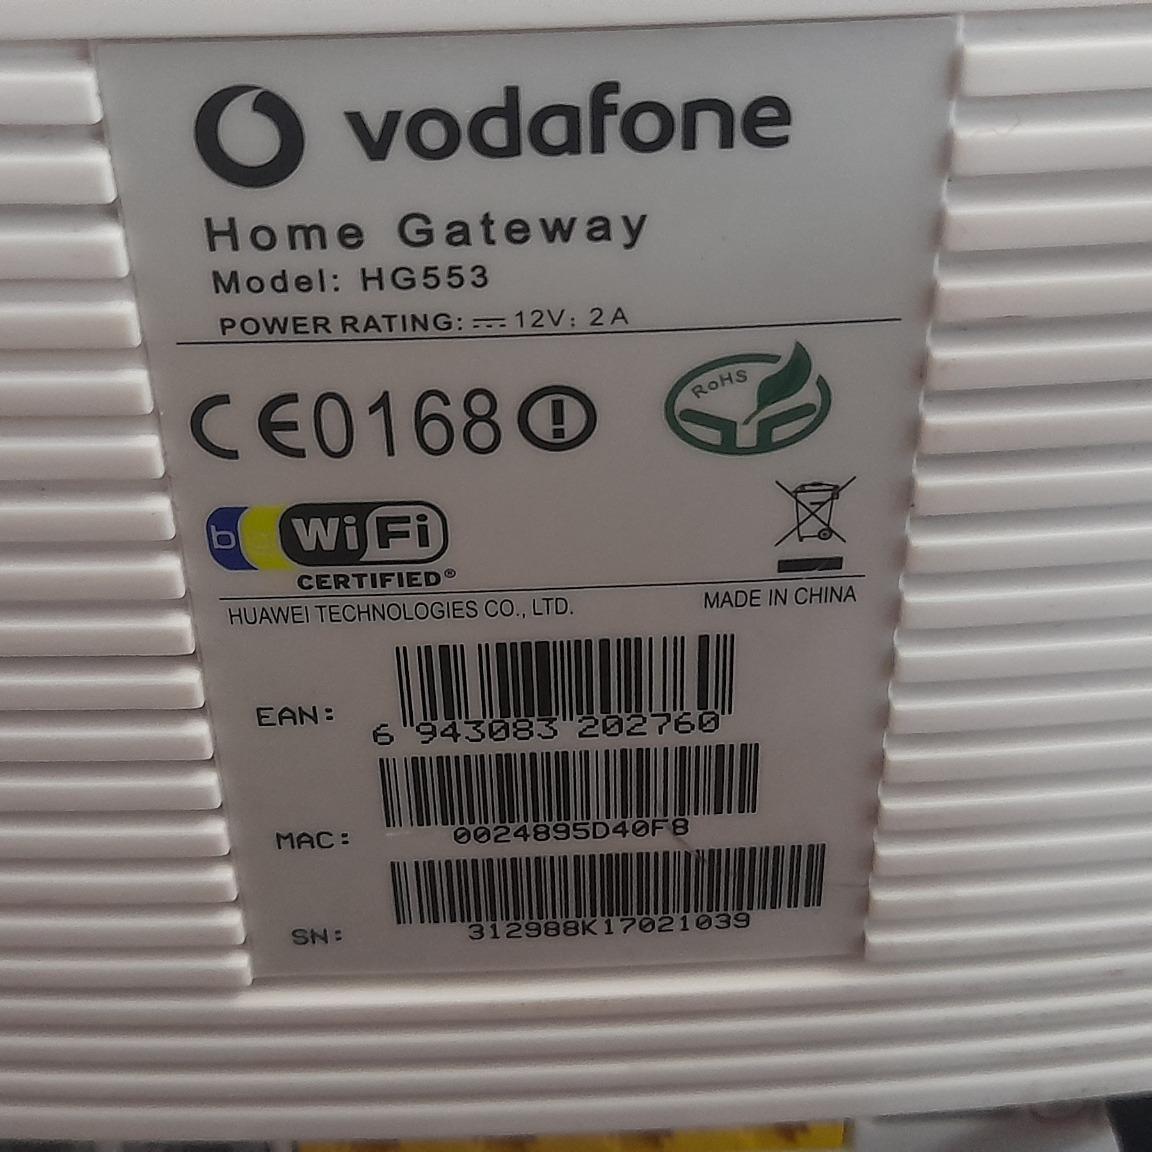 vodafone
Home Gateway
Model: HG553
POWER RATING: ⎓ 12V; 2A
CE0168
RoHS
b g WiFi
CERTIFIED®
HUAWEI TECHNOLOGIES CO., LTD. MADE IN CHINA
EAN: 6 943083 202760
MAC: 0024895D40F8
SN: 312988K17021039